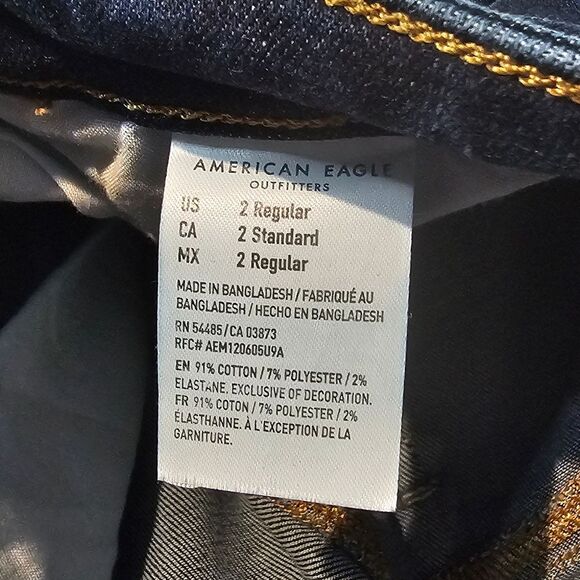 AMERICAN EAGLE
OUTFITTERS
US 2 Regular
CA 2 Standard
MX 2 Regular
MADE IN BANGLADESH / FABRIQUÉ AU
BANGLADESH / HECHO EN BANGLADESH
RN 54485 / CA 03873
RFC# AEM120605U9A
EN 91% COTTON / 7% POLYESTER / 2%
ELASTANE. EXCLUSIVE OF DECORATION.
FR 91% COTON / 7% POLYESTER / 2%
ÉLASTHANNE. À L'EXCEPTION DE LA
GARNITURE.